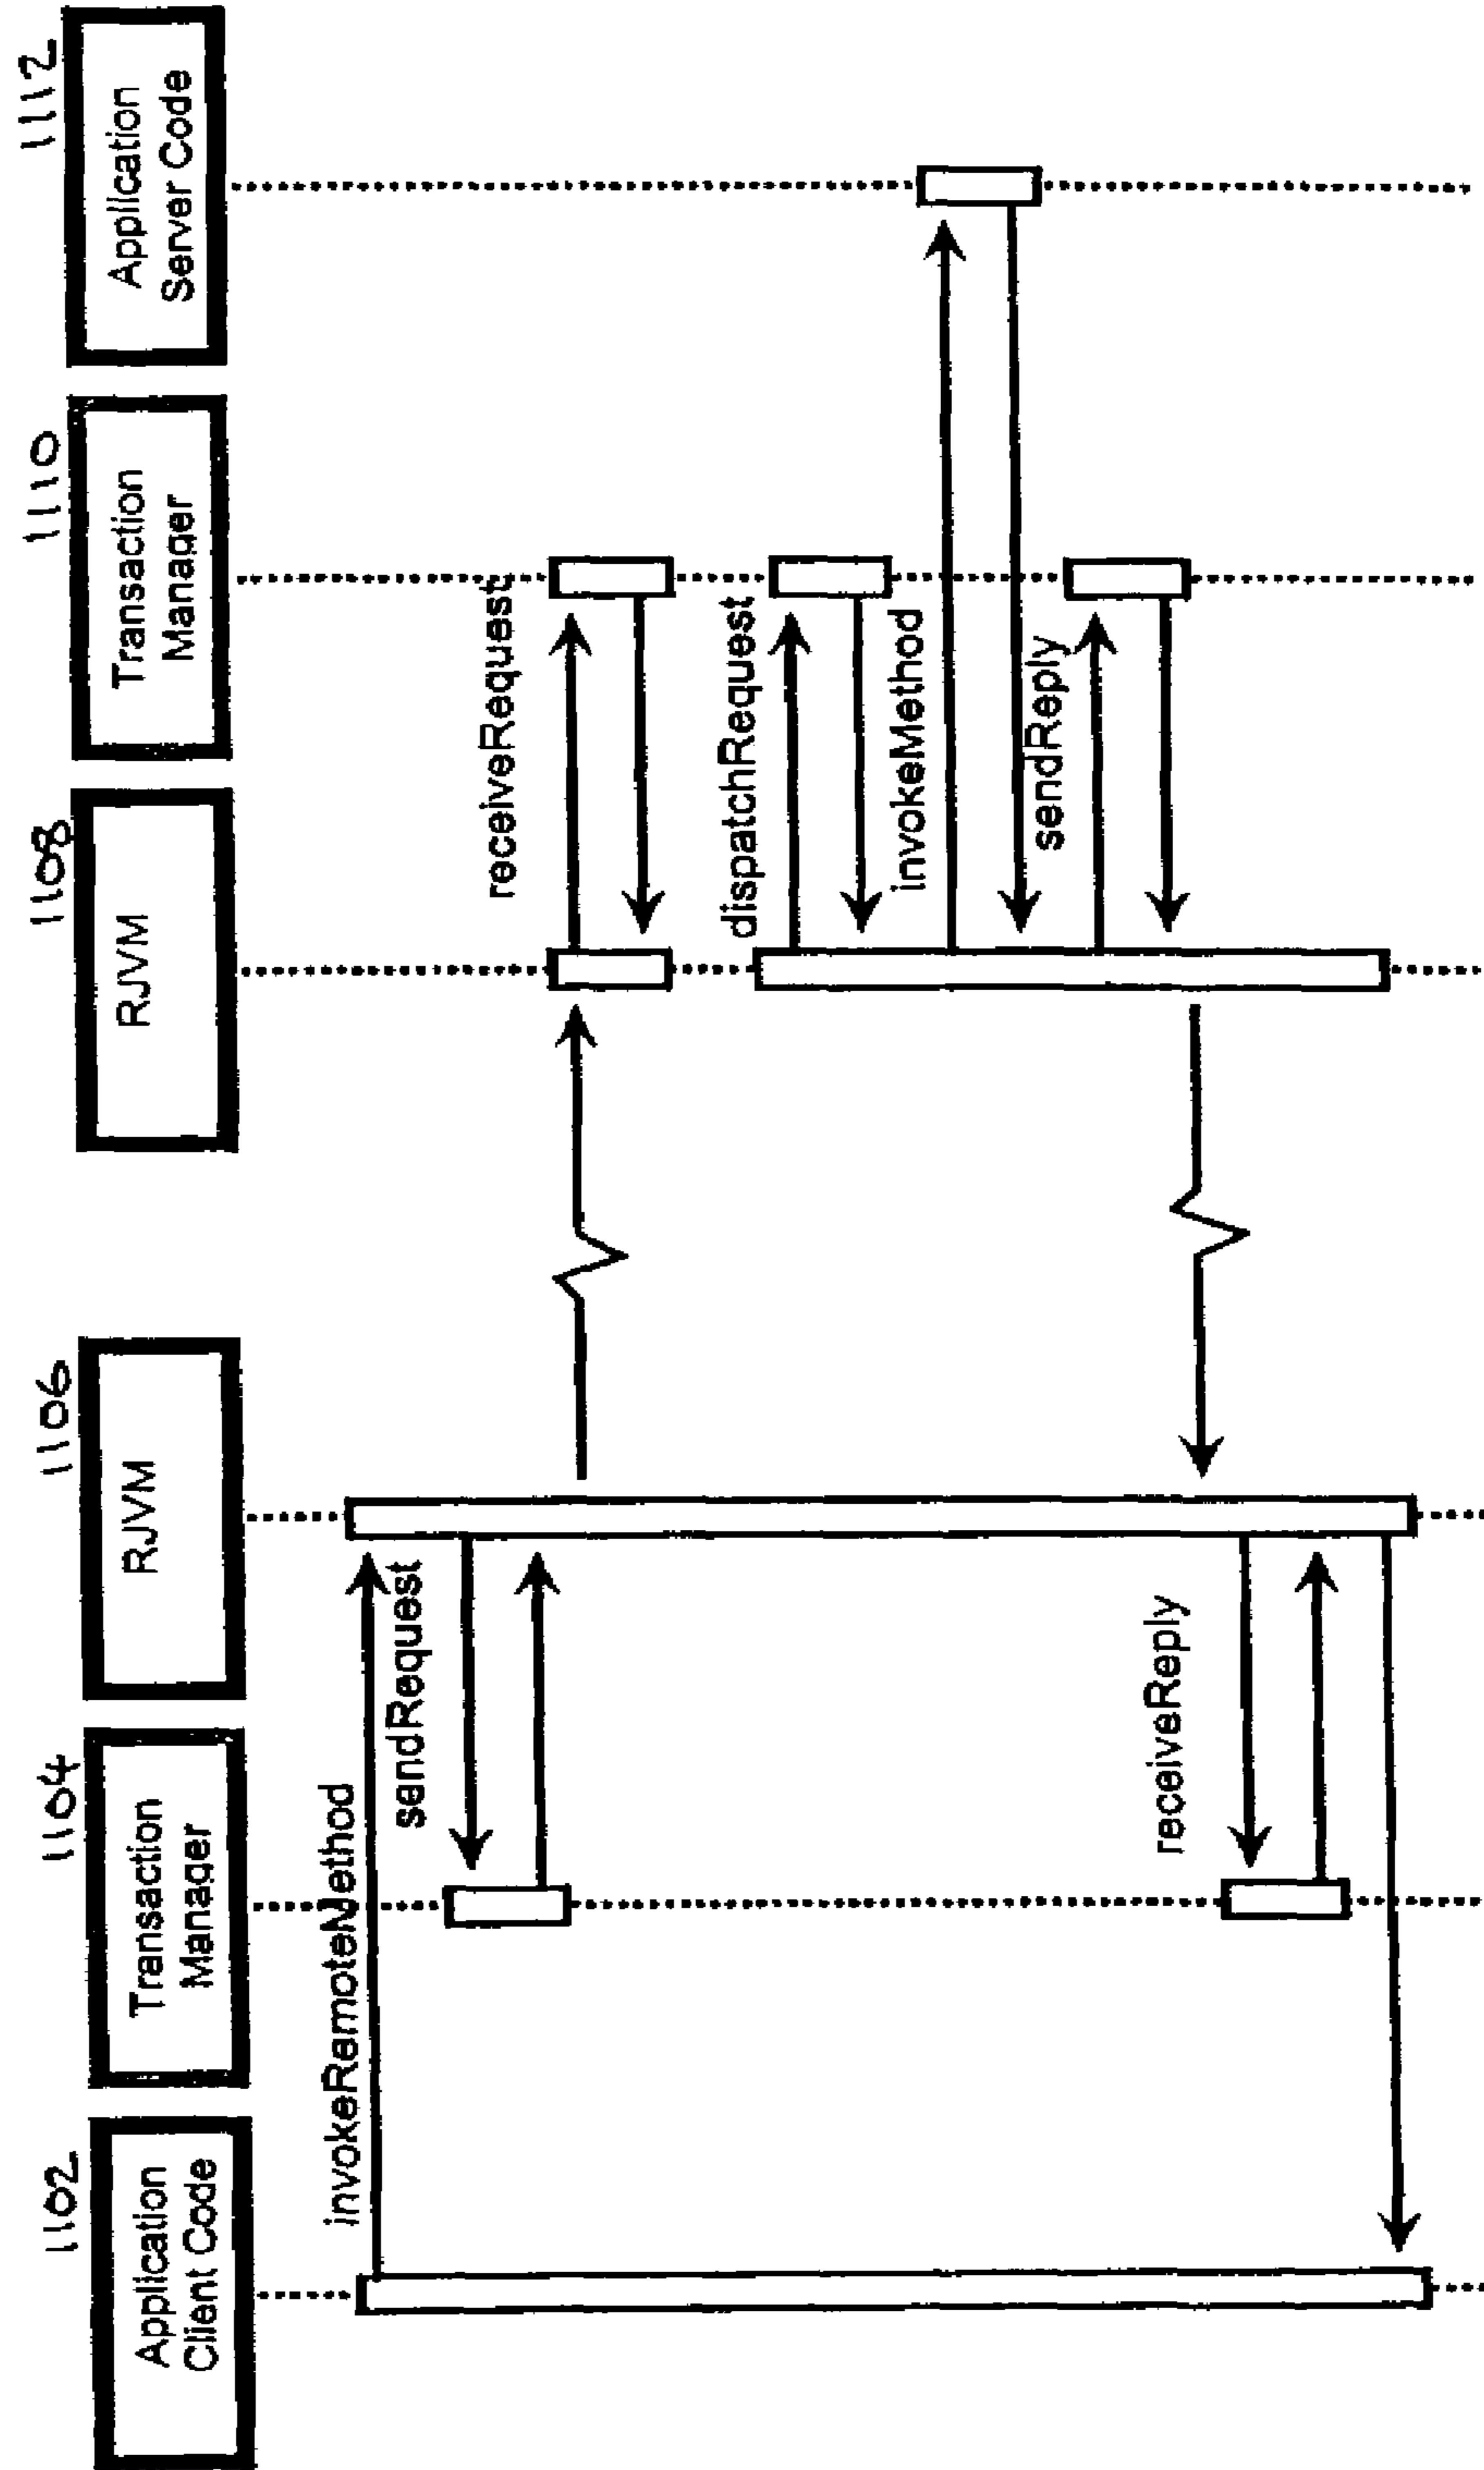 1102
Application
Client Code
1104
Transaction
Manager
1106
RJVM
1108
RJVM
1110
Transaction
Manager
1112
Application
Server Code
invokeRemoteMethod
sendRequest
receiveRequest
dispatchRequest
invokeMethod
sendReply
receiveReply